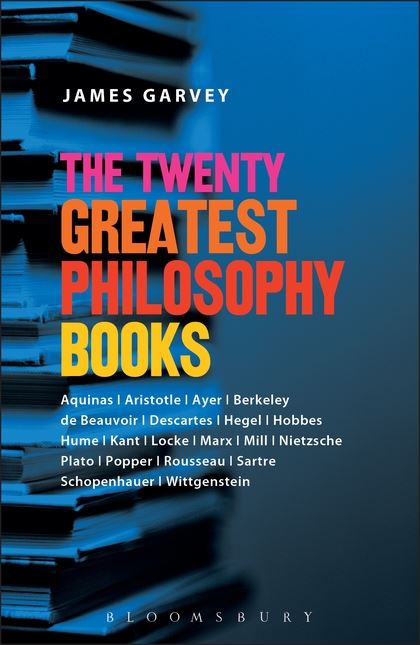 JAMES GARVEY
THE TWENTY
GREATEST
PHILOSOPHY
BOOKS
Aquinas | Aristotle | Ayer | Berkeley
de Beauvoir | Descartes | Hegel | Hobbes
Hume | Kant | Locke | Marx | Mill | Nietzsche
Plato | Popper | Rousseau | Sartre
Schopenhauer | Wittgenstein
BLOOMSBURY